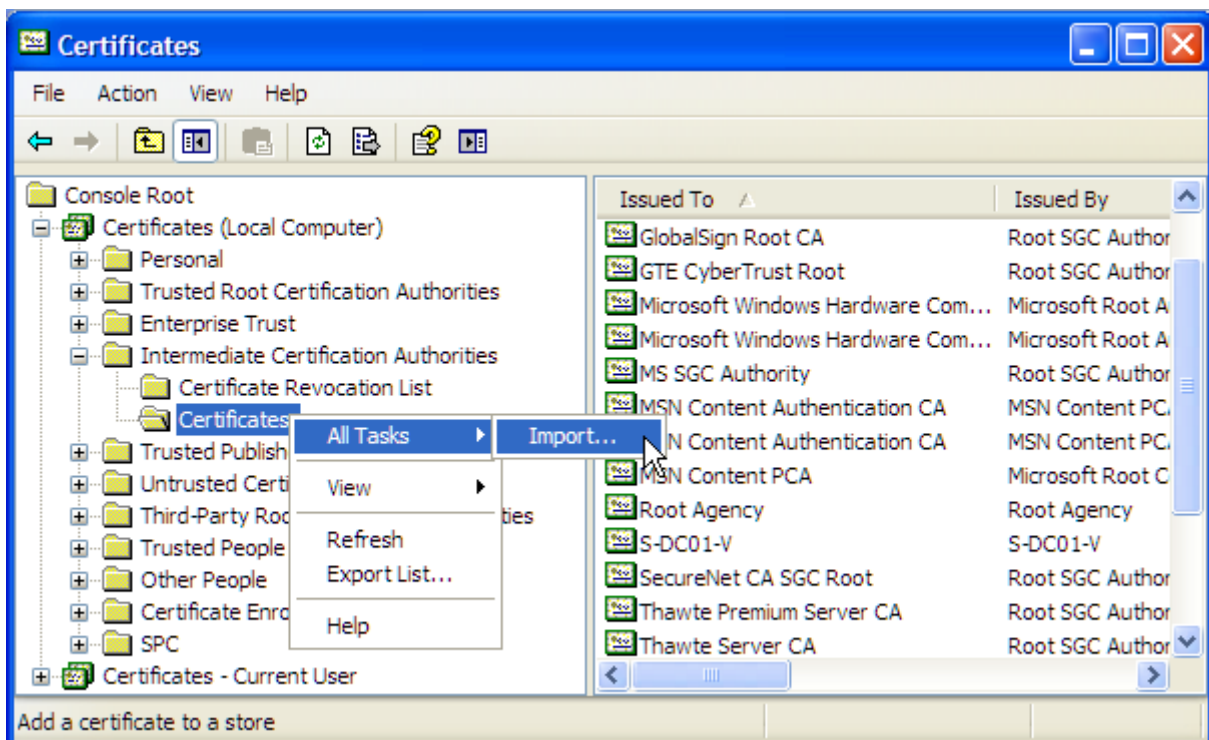 Certificates
File Action View Help
Console Root
Certificates (Local Computer)
Personal
Trusted Root Certification Authorities
Enterprise Trust
Intermediate Certification Authorities
Certificate Revocation List
Certificates
Trusted Publish
Untrusted Certi
Third-Party Roo ties
Trusted People
Other People
Certificate Enro
SPC
Certificates - Current User
All Tasks
View
Refresh
Export List...
Help
Import...
Issued To Issued By
GlobalSign Root CA Root SGC Author
GTE CyberTrust Root Root SGC Author
Microsoft Windows Hardware Com... Microsoft Root A
Microsoft Windows Hardware Com... Microsoft Root A
MS SGC Authority Root SGC Author
MSN Content Authentication CA MSN Content PC
N Content Authentication CA MSN Content PC
MSN Content PCA Microsoft Root C
Root Agency Root Agency
S-DC01-V S-DC01-V
SecureNet CA SGC Root Root SGC Author
Thawte Premium Server CA Root SGC Author
Thawte Server CA Root SGC Author
Add a certificate to a store